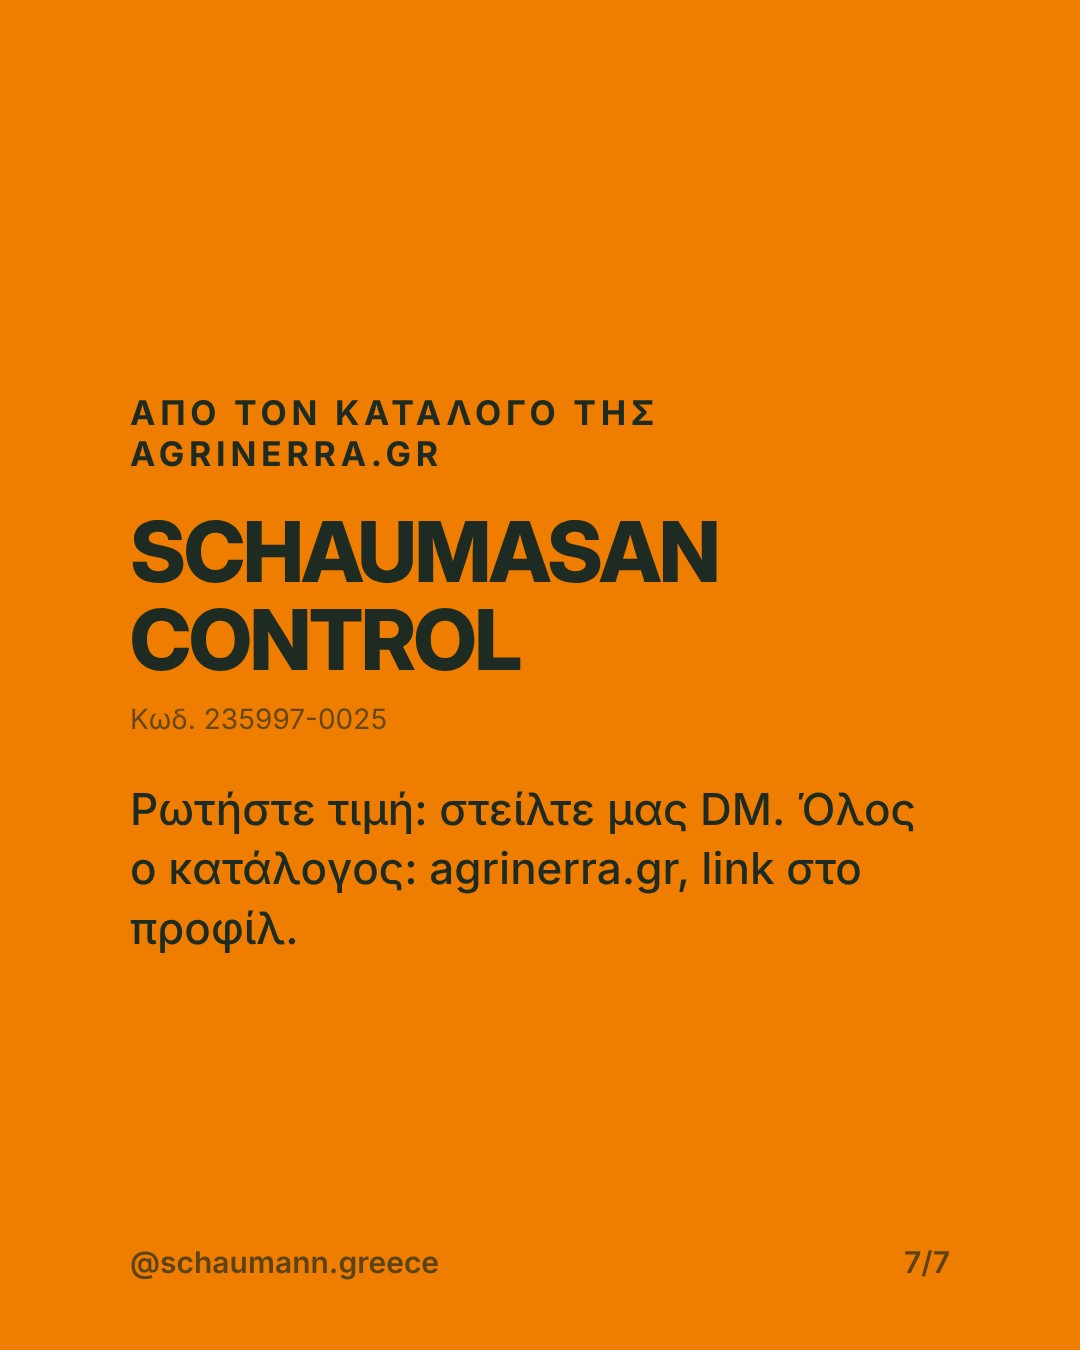 ΑΠΟ ΤΟΝ ΚΑΤΑΛΟΓΟ ΤΗΣ
AGRINERRA.GR
SCHAUMASAN
CONTROL
Κωδ. 235997-0025
Ρωτήστε τιμή: στείλτε μας DM. Όλος
ο κατάλογος: agrinerra.gr, link στο
προφίλ.
@schaumann.greece
7/7